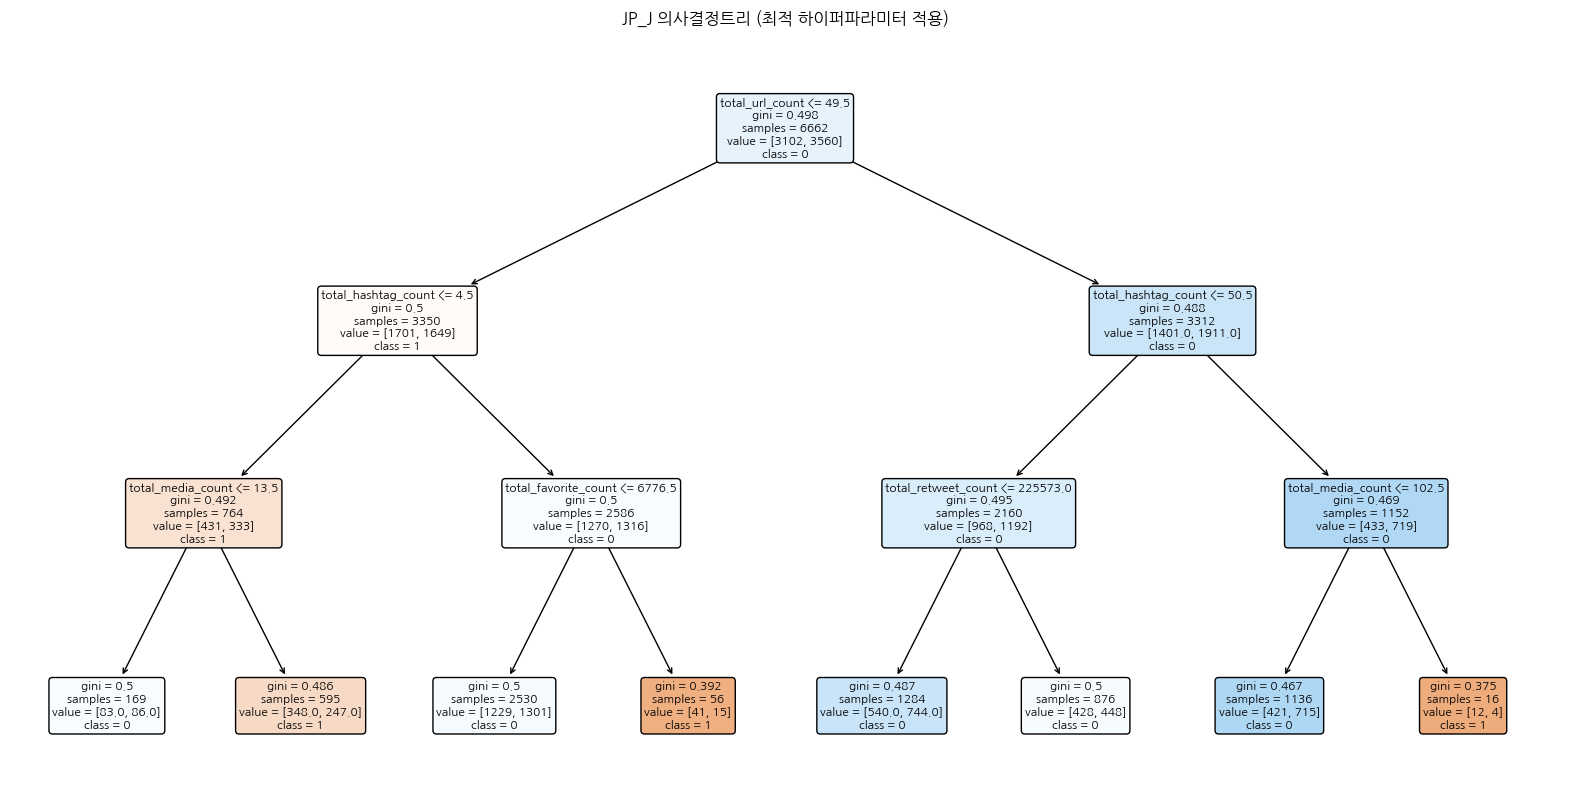 JP_J 의사결정트리 (최적 하이퍼파라미터 적용)
total_url_count <= 49.5
gini = 0.498
samples = 6662
value = [3102, 3560]
class = 0
total_hashtag_count <= 4.5
gini = 0.5
samples = 3350
value = [1701, 1649]
class = 1
total_hashtag_count <= 50.5
gini = 0.488
samples = 3312
value = [1401.0, 1911.0]
class = 0
total_media_count <= 13.5
gini = 0.492
samples = 764
value = [431, 333]
class = 1
total_favorite_count <= 6776.5
gini = 0.5
samples = 2586
value = [1270, 1316]
class = 0
total_retweet_count <= 225573.0
gini = 0.495
samples = 2160
value = [968, 1192]
class = 0
total_media_count <= 102.5
gini = 0.469
samples = 1152
value = [433, 719]
class = 0
gini = 0.5
samples = 169
value = [83.0, 86.0]
class = 0
gini = 0.486
samples = 595
value = [348.0, 247.0]
class = 1
gini = 0.5
samples = 2530
value = [1229, 1301]
class = 0
gini = 0.392
samples = 56
value = [41, 15]
class = 1
gini = 0.487
samples = 1284
value = [540.0, 744.0]
class = 0
gini = 0.5
samples = 876
value = [428, 448]
class = 0
gini = 0.467
samples = 1136
value = [421, 715]
class = 0
gini = 0.375
samples = 16
value = [12, 4]
class = 1